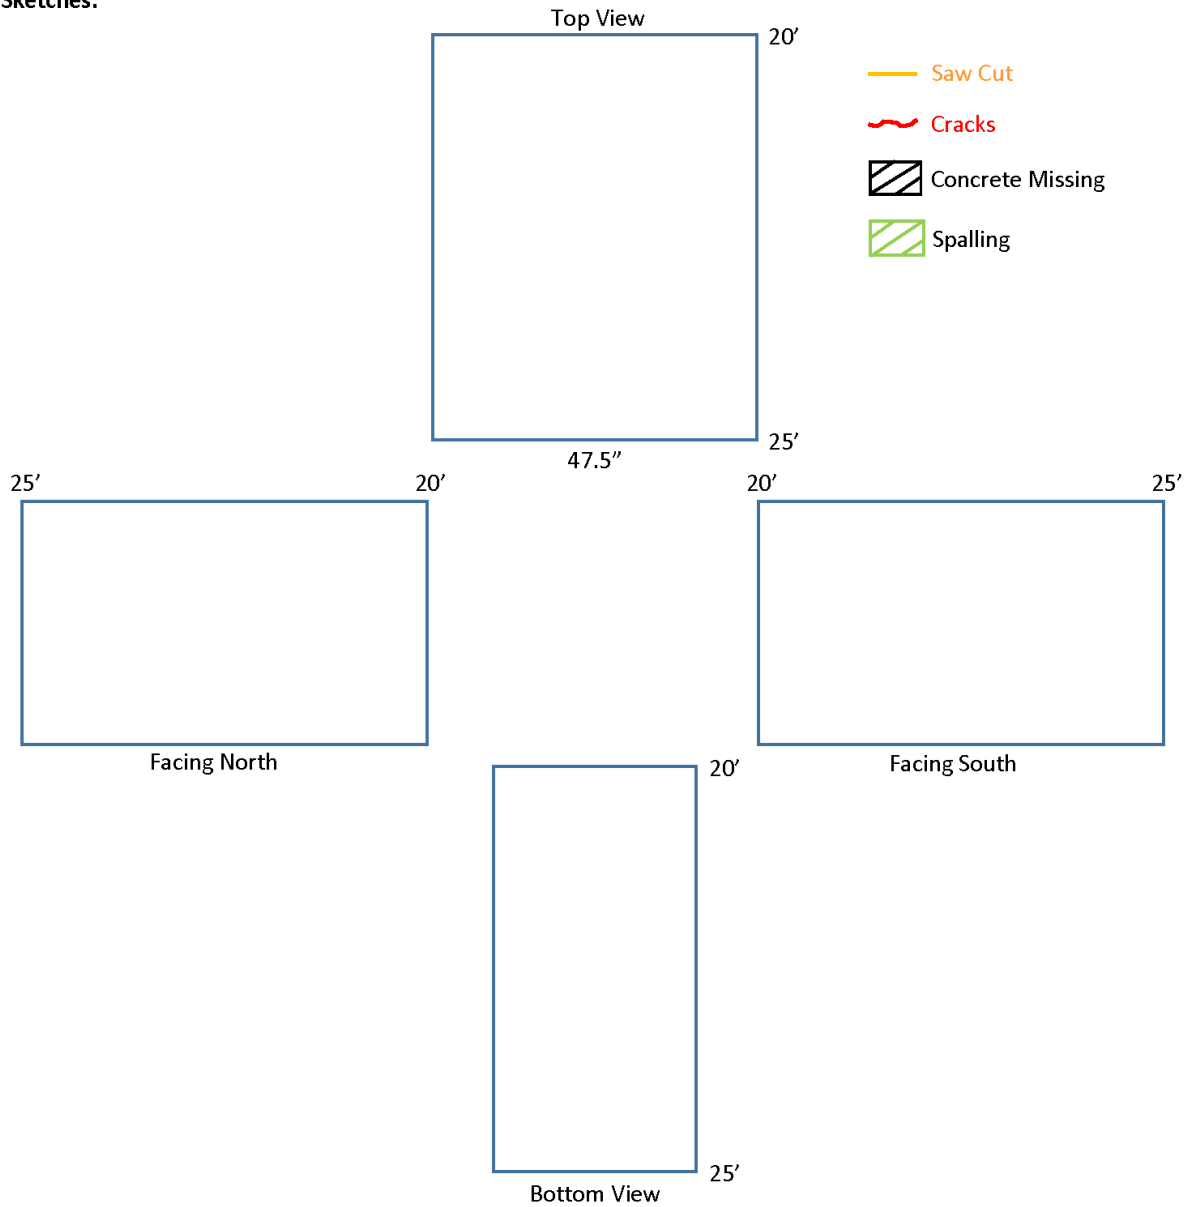 Sketches:
Top View
20’
Saw Cut
Cracks
Concrete Missing
Spalling
25’
47.5”
25’
20’
20’
25’
Facing North
Facing South
20’
25’
Bottom View